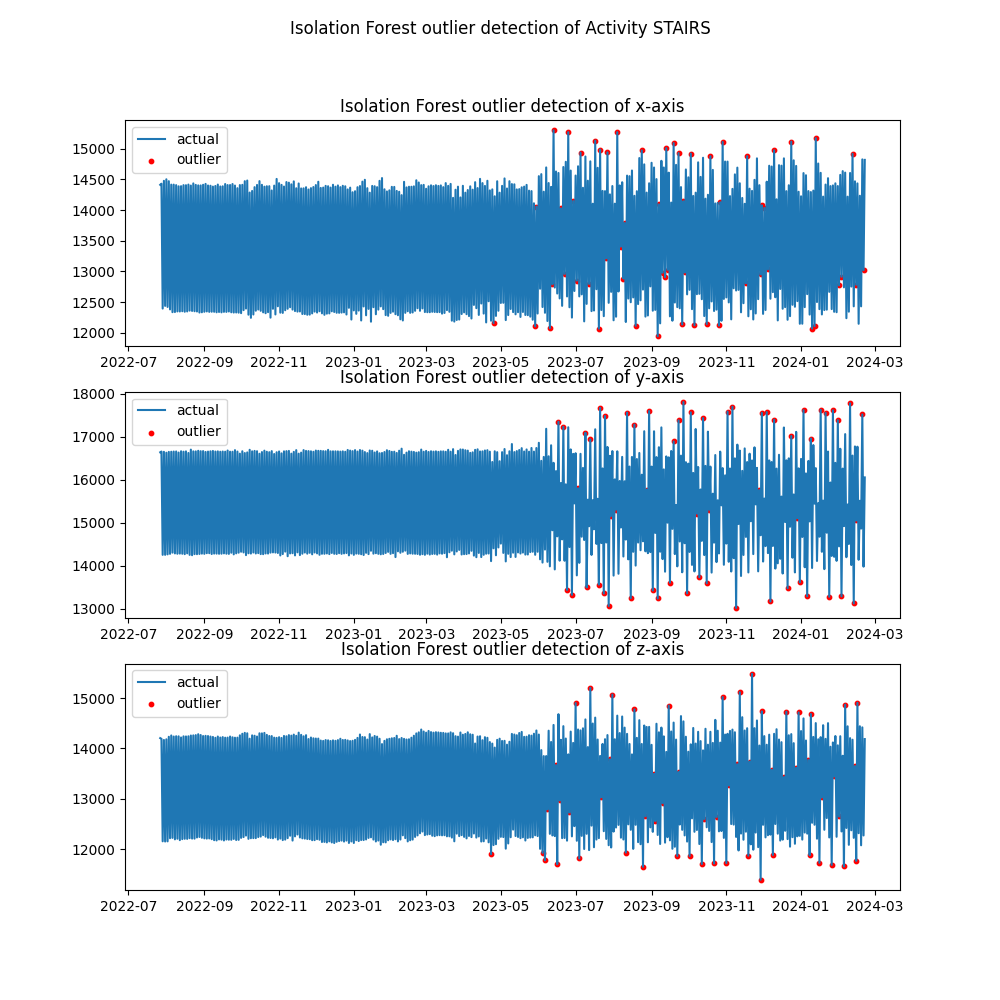 Isolation Forest outlier detection of Activity STAIRS
Isolation Forest outlier detection of x-axis
actual
outlier
15000
14500
14000
13500
13000
12500
12000
2022-07 2022-09 2022-11 2023-01 2023-03 2023-05 2023-07 2023-09 2023-11 2024-01 2024-03
Isolation Forest outlier detection of y-axis
actual
outlier
18000
17000
16000
15000
14000
13000
2022-07 2022-09 2022-11 2023-01 2023-03 2023-05 2023-07 2023-09 2023-11 2024-01 2024-03
Isolation Forest outlier detection of z-axis
actual
outlier
15000
14000
13000
12000
2022-07 2022-09 2022-11 2023-01 2023-03 2023-05 2023-07 2023-09 2023-11 2024-01 2024-03